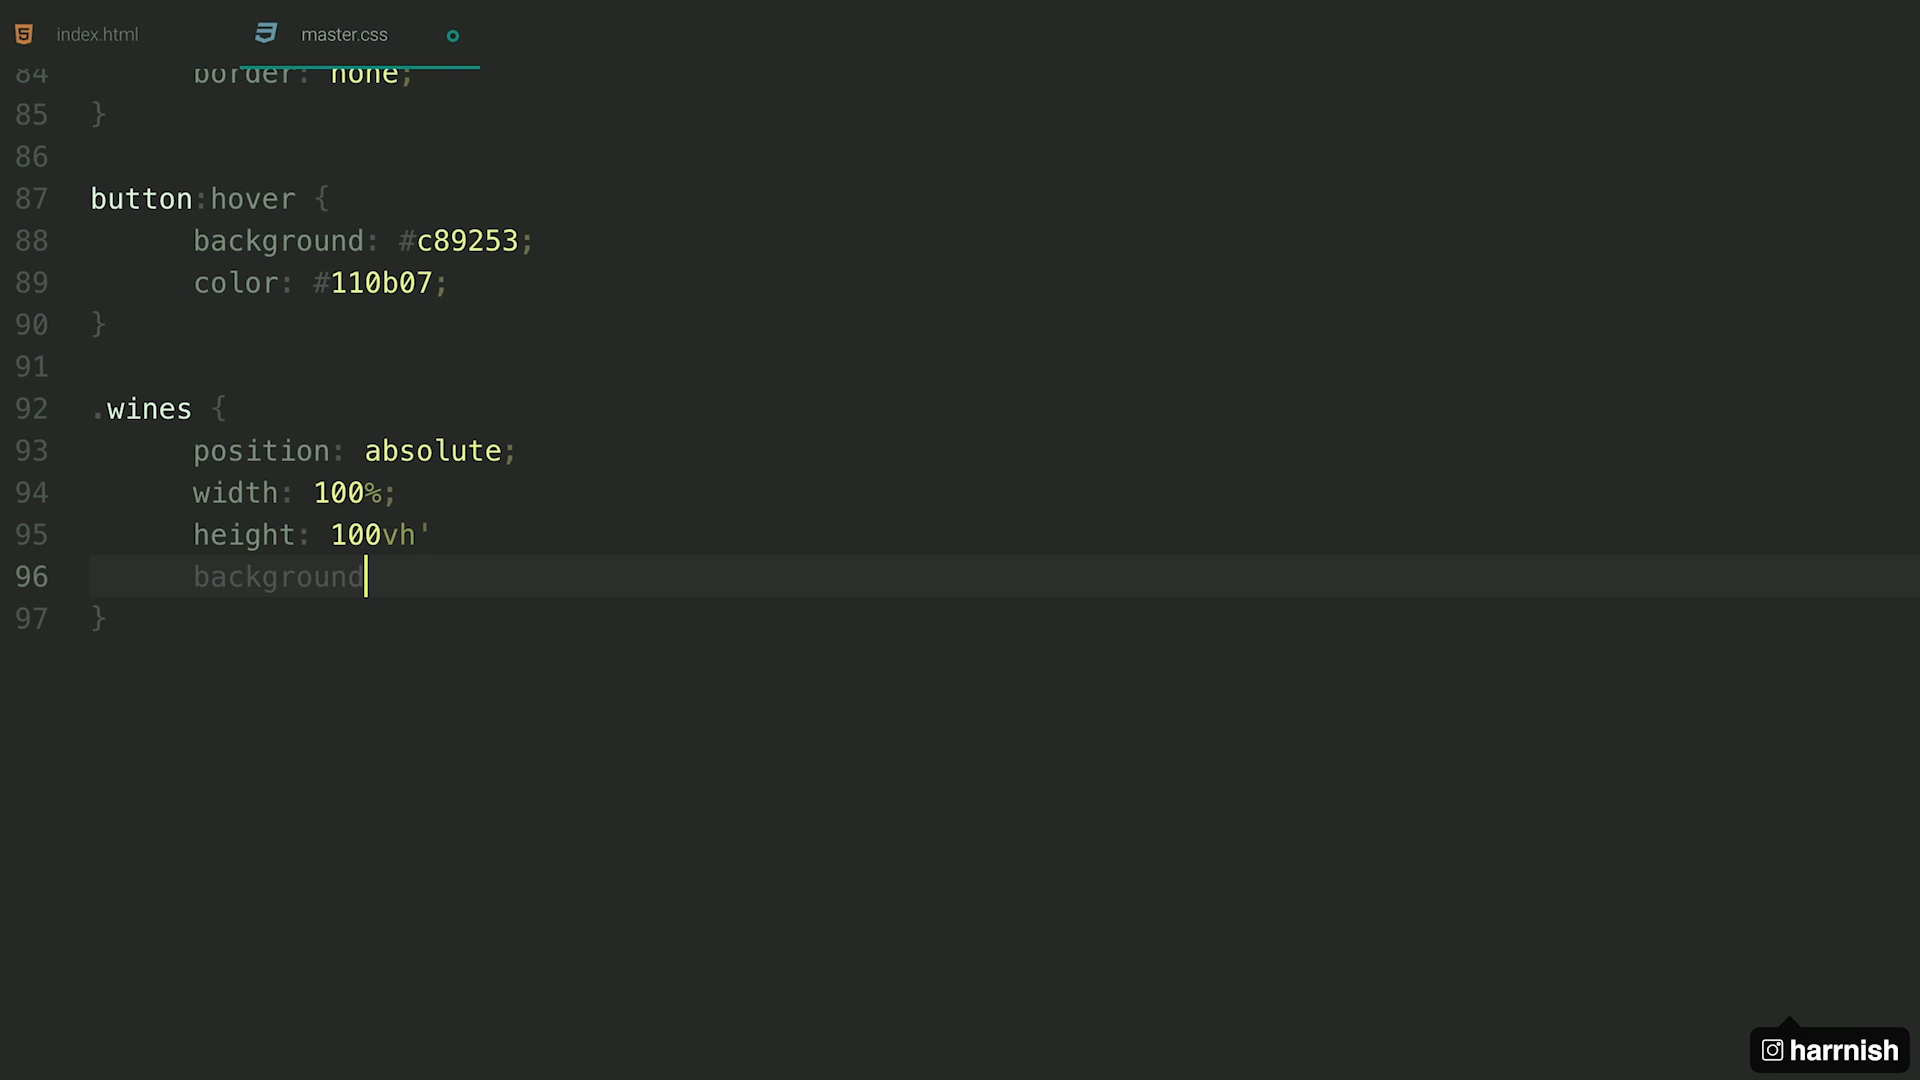 index.html
master.css
84 border: none;
85 }
86
87 button:hover {
88 background: #c89253;
89 color: #110b07;
90 }
91
92 .wines {
93 position: absolute;
94 width: 100%;
95 height: 100vh'
96 background
97 }
harrnish